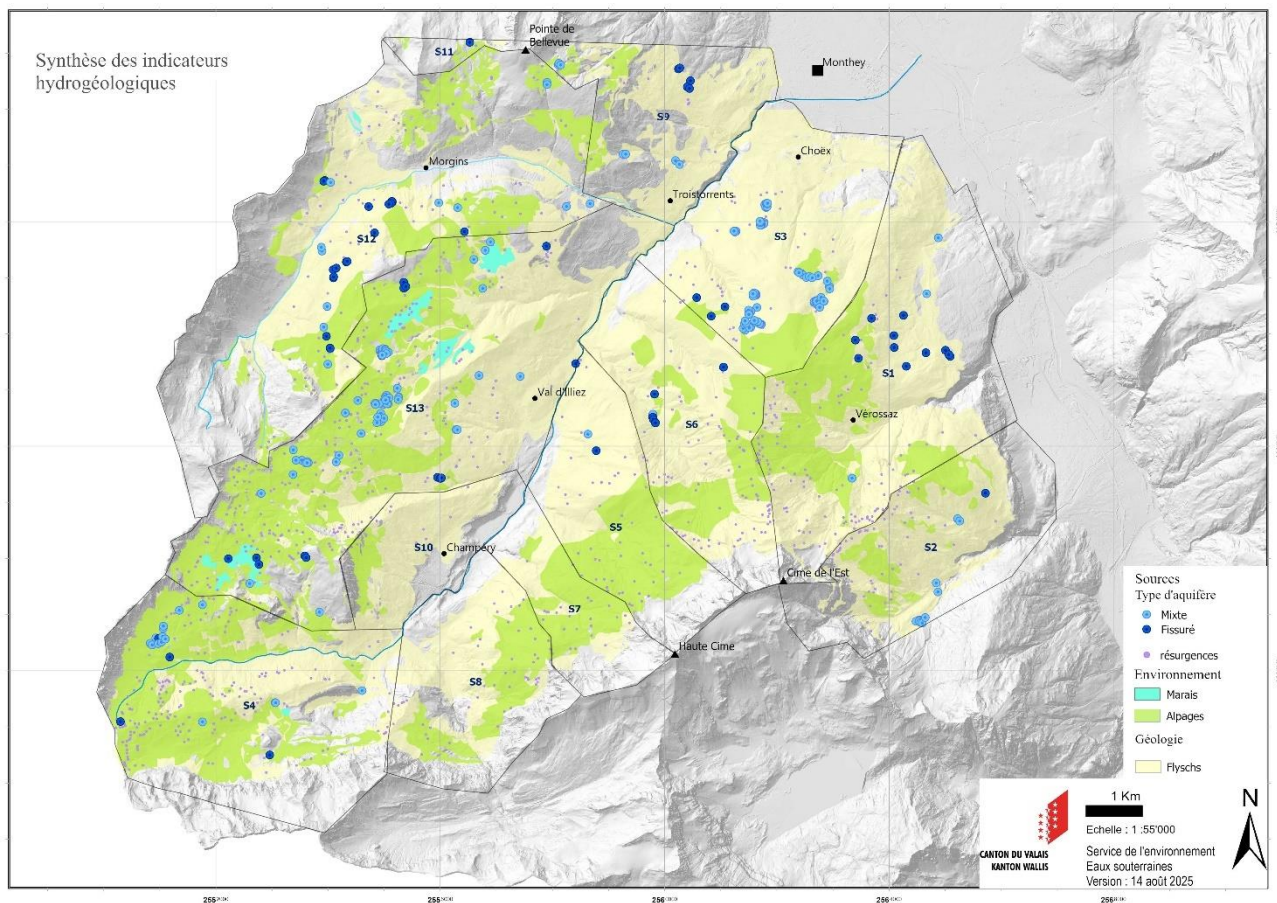 Synthèse des indicateurs
hydrogéologiques
Pointe de
Bellevue
S11
Monthey
S9
Morgins
Choëx
Troistorrents
S12
S3
S1
Val d'Illiez
S13
S6
Vérossaz
S5
S10
Champéry
S2
Cime de l'Est
S7
Haute Cime
S8
S4
Sources
Type d'aquifère
Mixte
Fissuré
résurgences
Environnement
Marais
Alpages
Géologie
Flyschs
1 Km
N
Echelle : 1 :55'000
CANTON DU VALAIS
KANTON WALLIS
Service de l'environnement
Eaux souterraines
Version : 14 août 2025